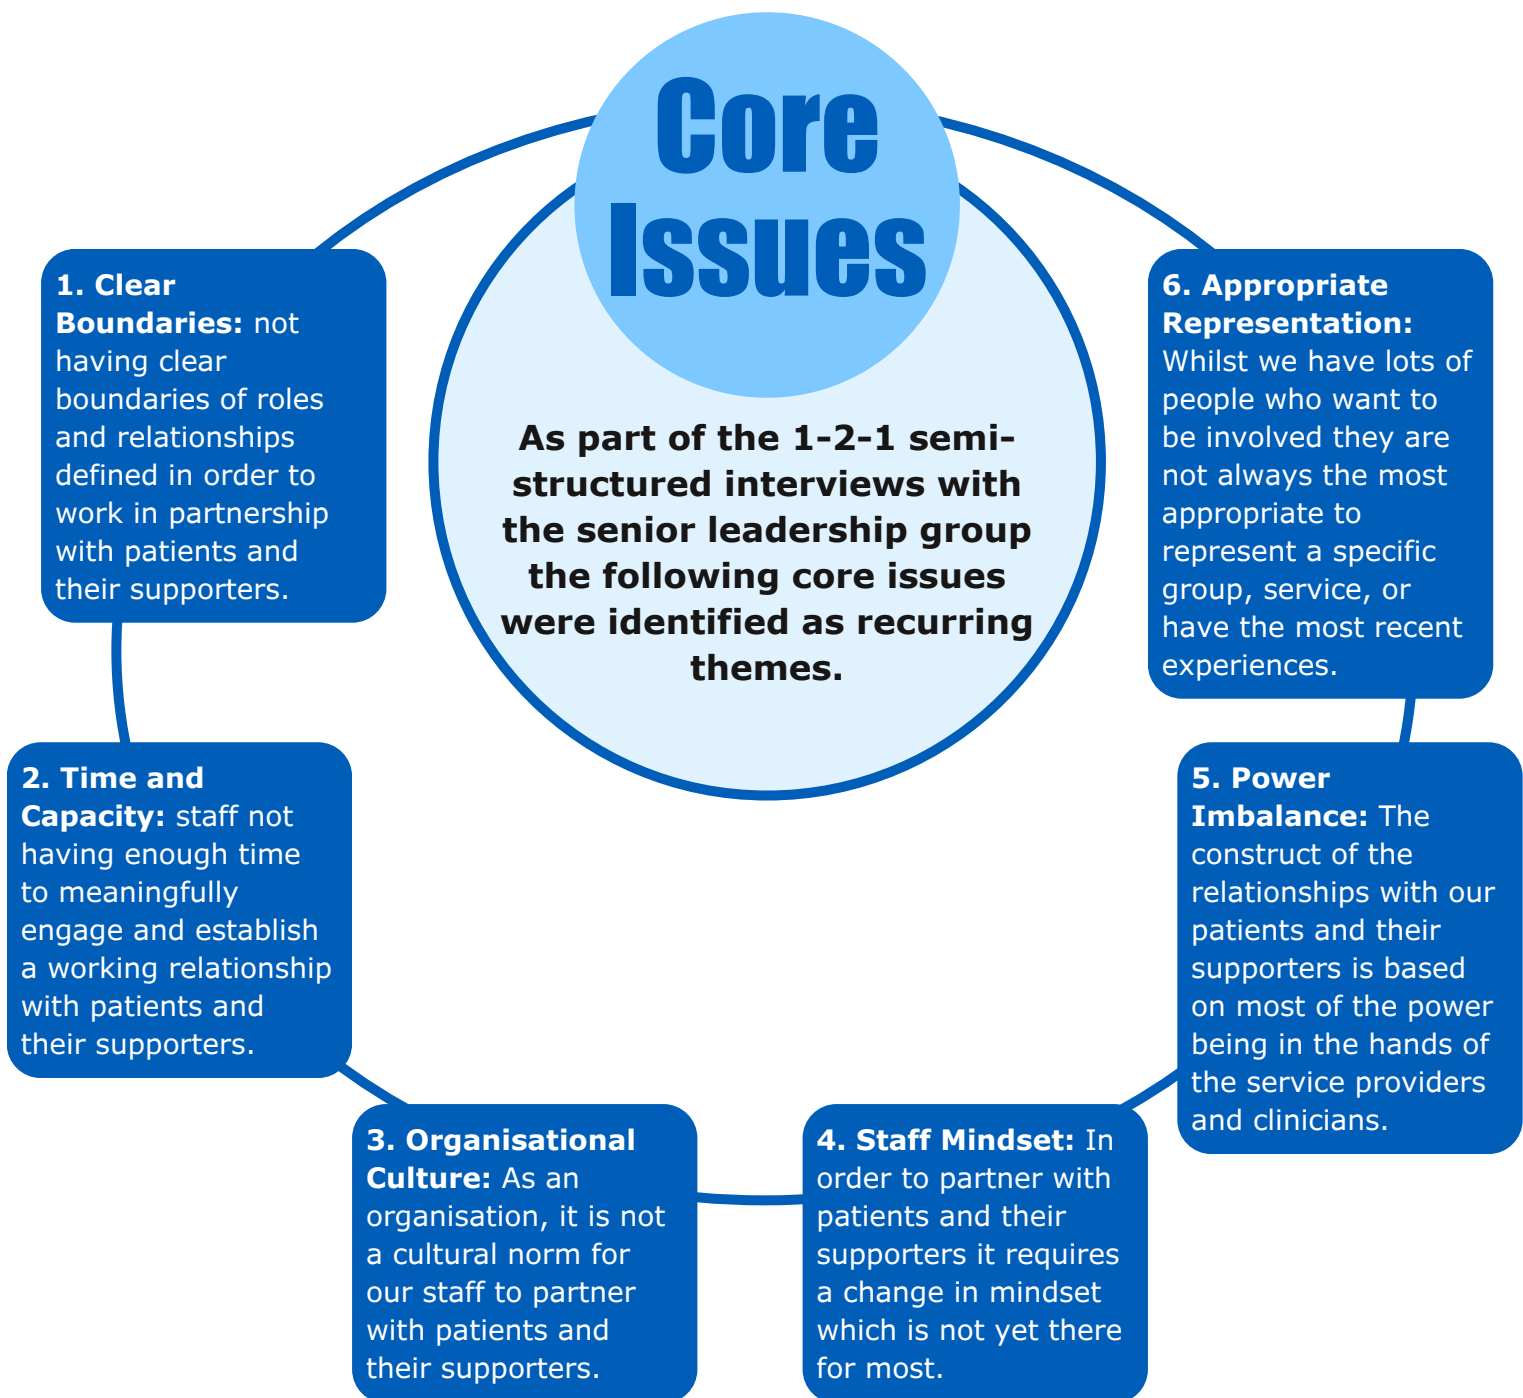 Core
Issues
As part of the 1-2-1 semi-
structured interviews with
the senior leadership group
the following core issues
were identified as recurring
themes.
1. Clear
Boundaries: not
having clear
boundaries of roles
and relationships
defined in order to
work in partnership
with patients and
their supporters.
2. Time and
Capacity: staff not
having enough time
to meaningfully
engage and establish
a working relationship
with patients and
their supporters.
3. Organisational
Culture: As an
organisation, it is not
a cultural norm for
our staff to partner
with patients and
their supporters.
4. Staff Mindset: In
order to partner with
patients and their
supporters it requires
a change in mindset
which is not yet there
for most.
5. Power
Imbalance: The
construct of the
relationships with our
patients and their
supporters is based
on most of the power
being in the hands of
the service providers
and clinicians.
6. Appropriate
Representation:
Whilst we have lots of
people who want to
be involved they are
not always the most
appropriate to
represent a specific
group, service, or
have the most recent
experiences.